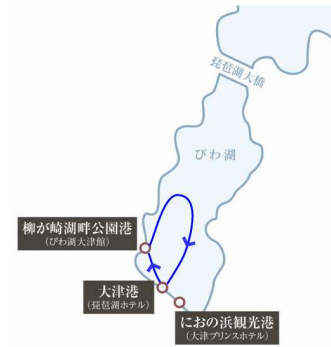 琵琶湖大橋
びわ湖
柳が崎湖畔公園港
(びわ湖大津館)
大津港
(琵琶湖ホテル)
におの浜観光港
(大津プリンスホテル)